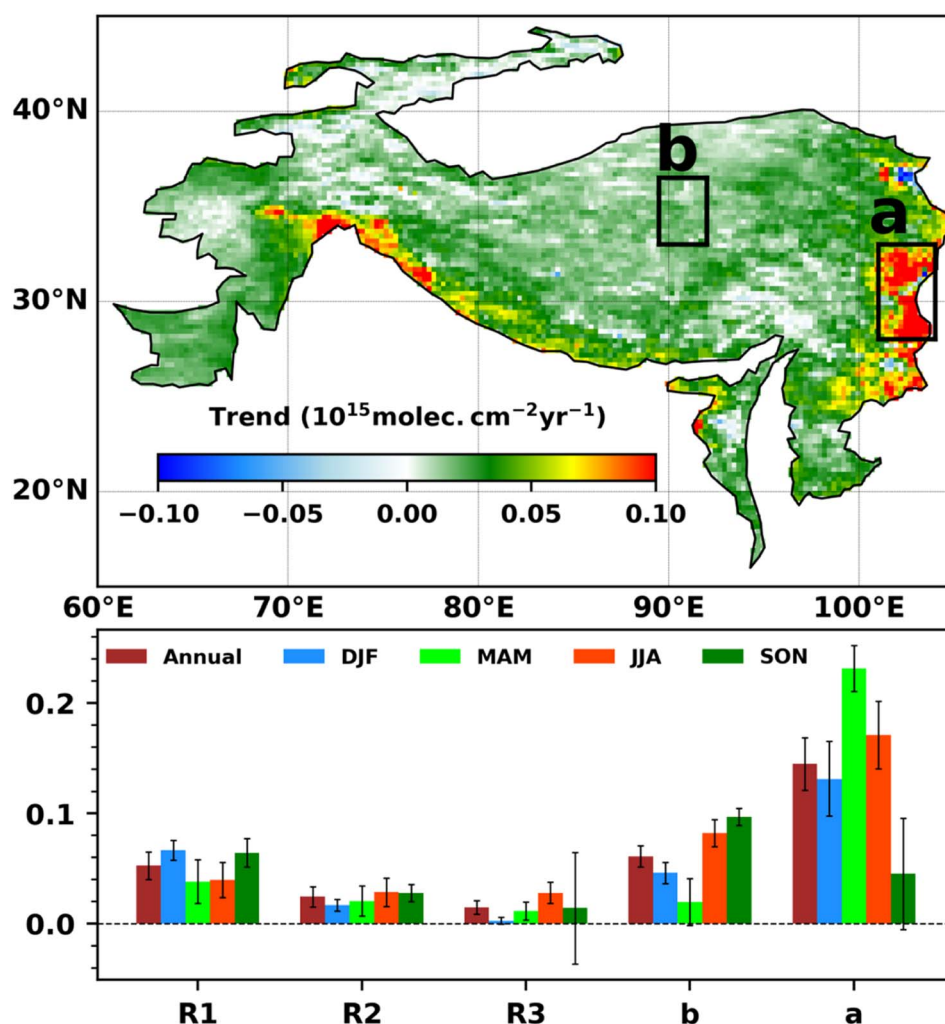 40°N
b
a
30°N
Trend (10¹⁵molec. cm⁻²yr⁻¹)
20°N
−0.10 −0.05 0.00 0.05 0.10
60°E 70°E 80°E 90°E 100°E
Annual DJF MAM JJA SON
0.2
0.1
0.0
R1 R2 R3 b a